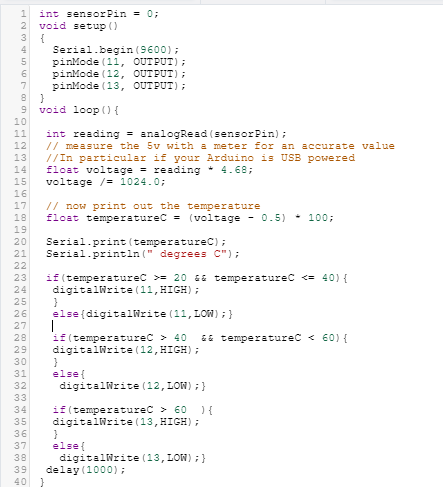 1 int sensorPin = 0;
2 void setup()
3 {
4   Serial.begin(9600);
5   pinMode(11, OUTPUT);
6   pinMode(12, OUTPUT);
7   pinMode(13, OUTPUT);
8 }
9 void loop(){
10
11  int reading = analogRead(sensorPin);
12  // measure the 5v with a meter for an accurate value
13  //In particular if your Arduino is USB powered
14  float voltage = reading * 4.68;
15  voltage /= 1024.0;
16
17  // now print out the temperature
18  float temperatureC = (voltage - 0.5) * 100;
19
20  Serial.print(temperatureC);
21  Serial.println(" degrees C");
22
23  if(temperatureC >= 20 && temperatureC <= 40){
24   digitalWrite(11,HIGH);
25   }
26   else{digitalWrite(11,LOW);}
27
28   if(temperatureC > 40  && temperatureC < 60){
29   digitalWrite(12,HIGH);
30   }
31   else{
32    digitalWrite(12,LOW);}
33
34   if(temperatureC > 60  ){
35   digitalWrite(13,HIGH);
36   }
37   else{
38    digitalWrite(13,LOW);}
39  delay(1000);
40 }